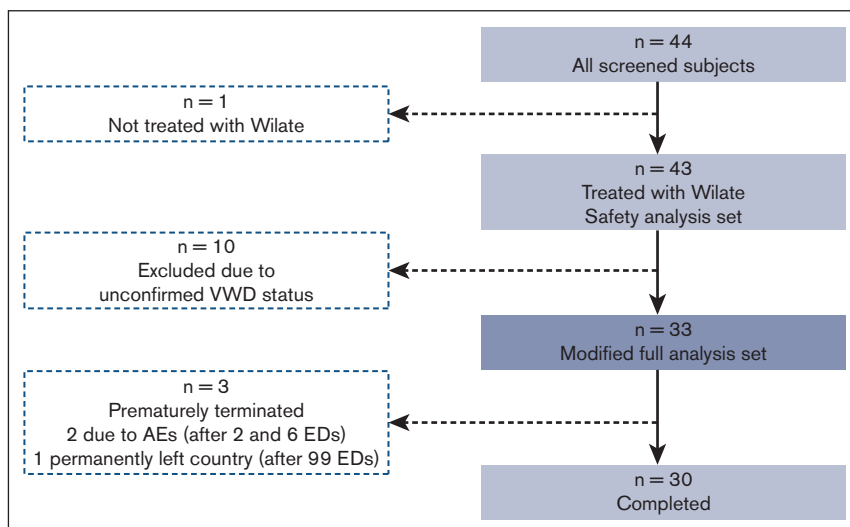 n = 44
All screened subjects
n = 1
Not treated with Wilate
n = 43
Treated with Wilate
Safety analysis set
n = 10
Excluded due to
unconfirmed VWD status
n = 33
Modified full analysis set
n = 3
Prematurely terminated
2 due to AEs (after 2 and 6 EDs)
1 permanently left country (after 99 EDs)
n = 30
Completed